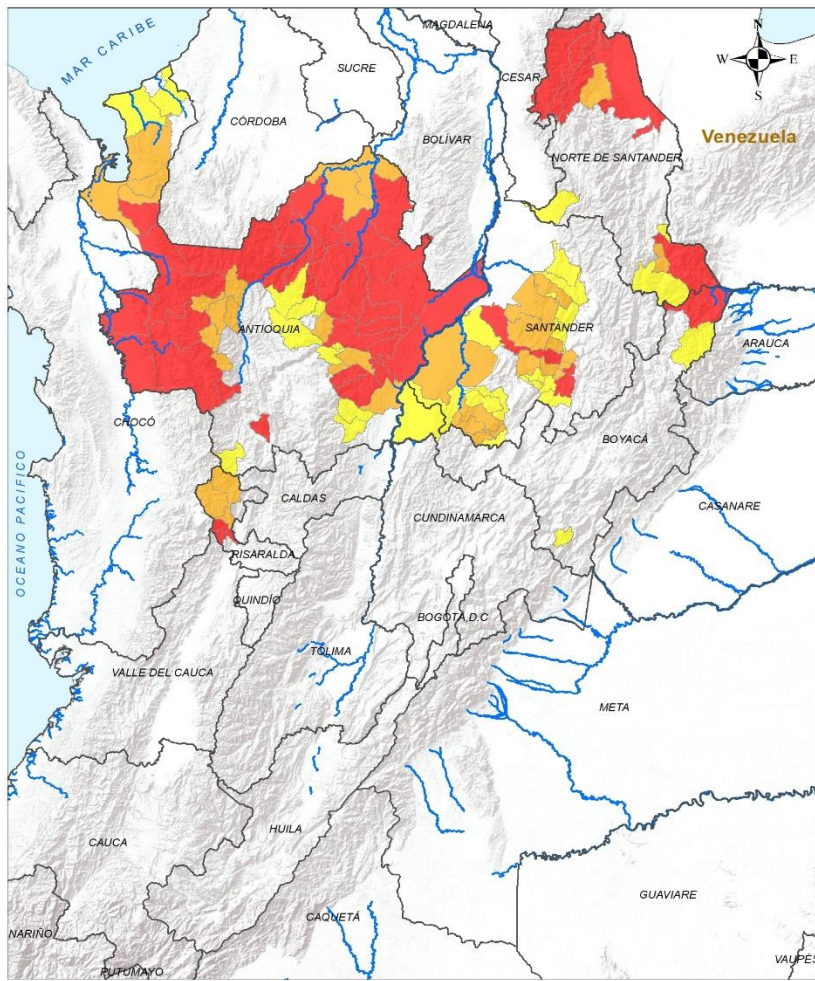 MAGDALENA
N
MAR CARIBE
SUCRE
CESAR
W
E
S
CÓRDOBA
BOLÍVAR
Venezuela
NORTE DE SANTANDER
ANTIOQUIA
SANTANDER
ARAUCA
CHOCÓ
BOYACÁ
OCEANO PACIFICO
CALDAS
CASANARE
CUNDINAMARCA
RISARALDA
QUINDÍO
BOGOTÁ,D.C
TOLIMA
VALLE DEL CAUCA
META
HUILA
CAUCA
GUAVIARE
CAQUETÁ
NARIÑO
VAUPÉS
PUTUMAYO